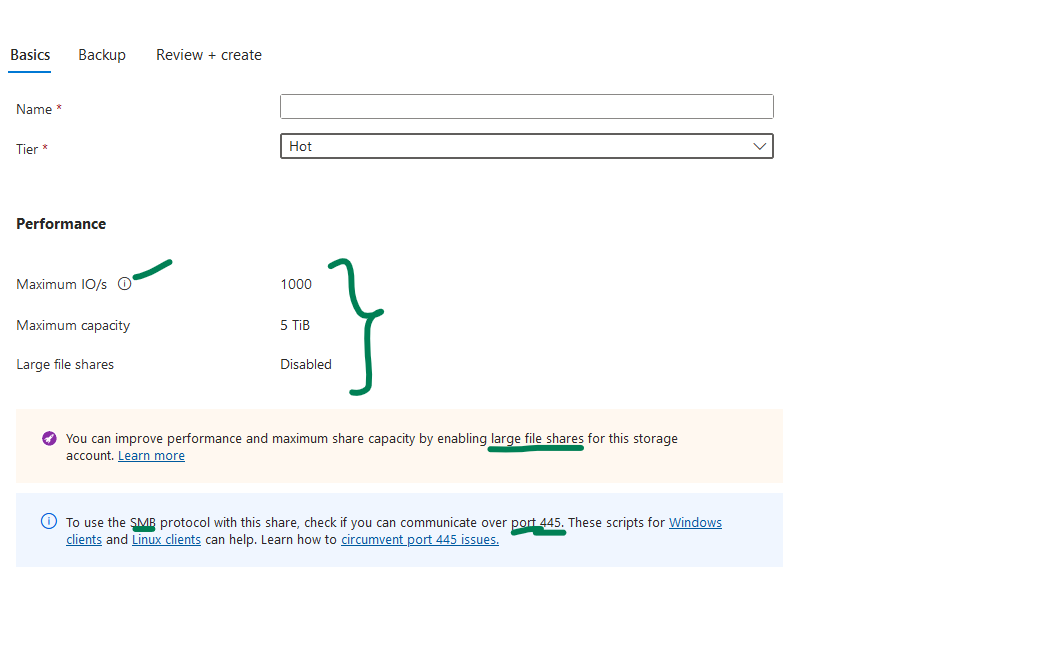 Basics Backup Review + create
Name *
Tier * Hot
Performance
Maximum IO/s 1000
Maximum capacity 5 TiB
Large file shares Disabled
You can improve performance and maximum share capacity by enabling large file shares for this storage
account. Learn more
To use the SMB protocol with this share, check if you can communicate over port 445. These scripts for Windows
clients and Linux clients can help. Learn how to circumvent port 445 issues.